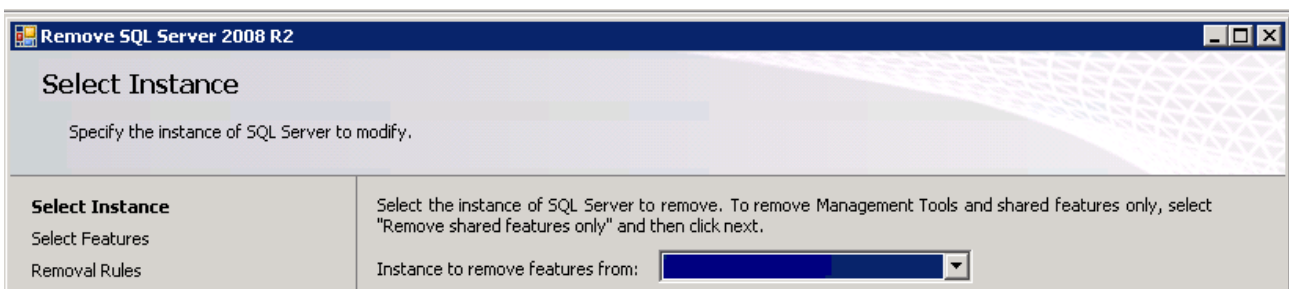 Remove SQL Server 2008 R2
Select Instance
Specify the instance of SQL Server to modify.
Select Instance
Select Features
Removal Rules
Select the instance of SQL Server to remove. To remove Management Tools and shared features only, select
"Remove shared features only" and then click next.
Instance to remove features from: